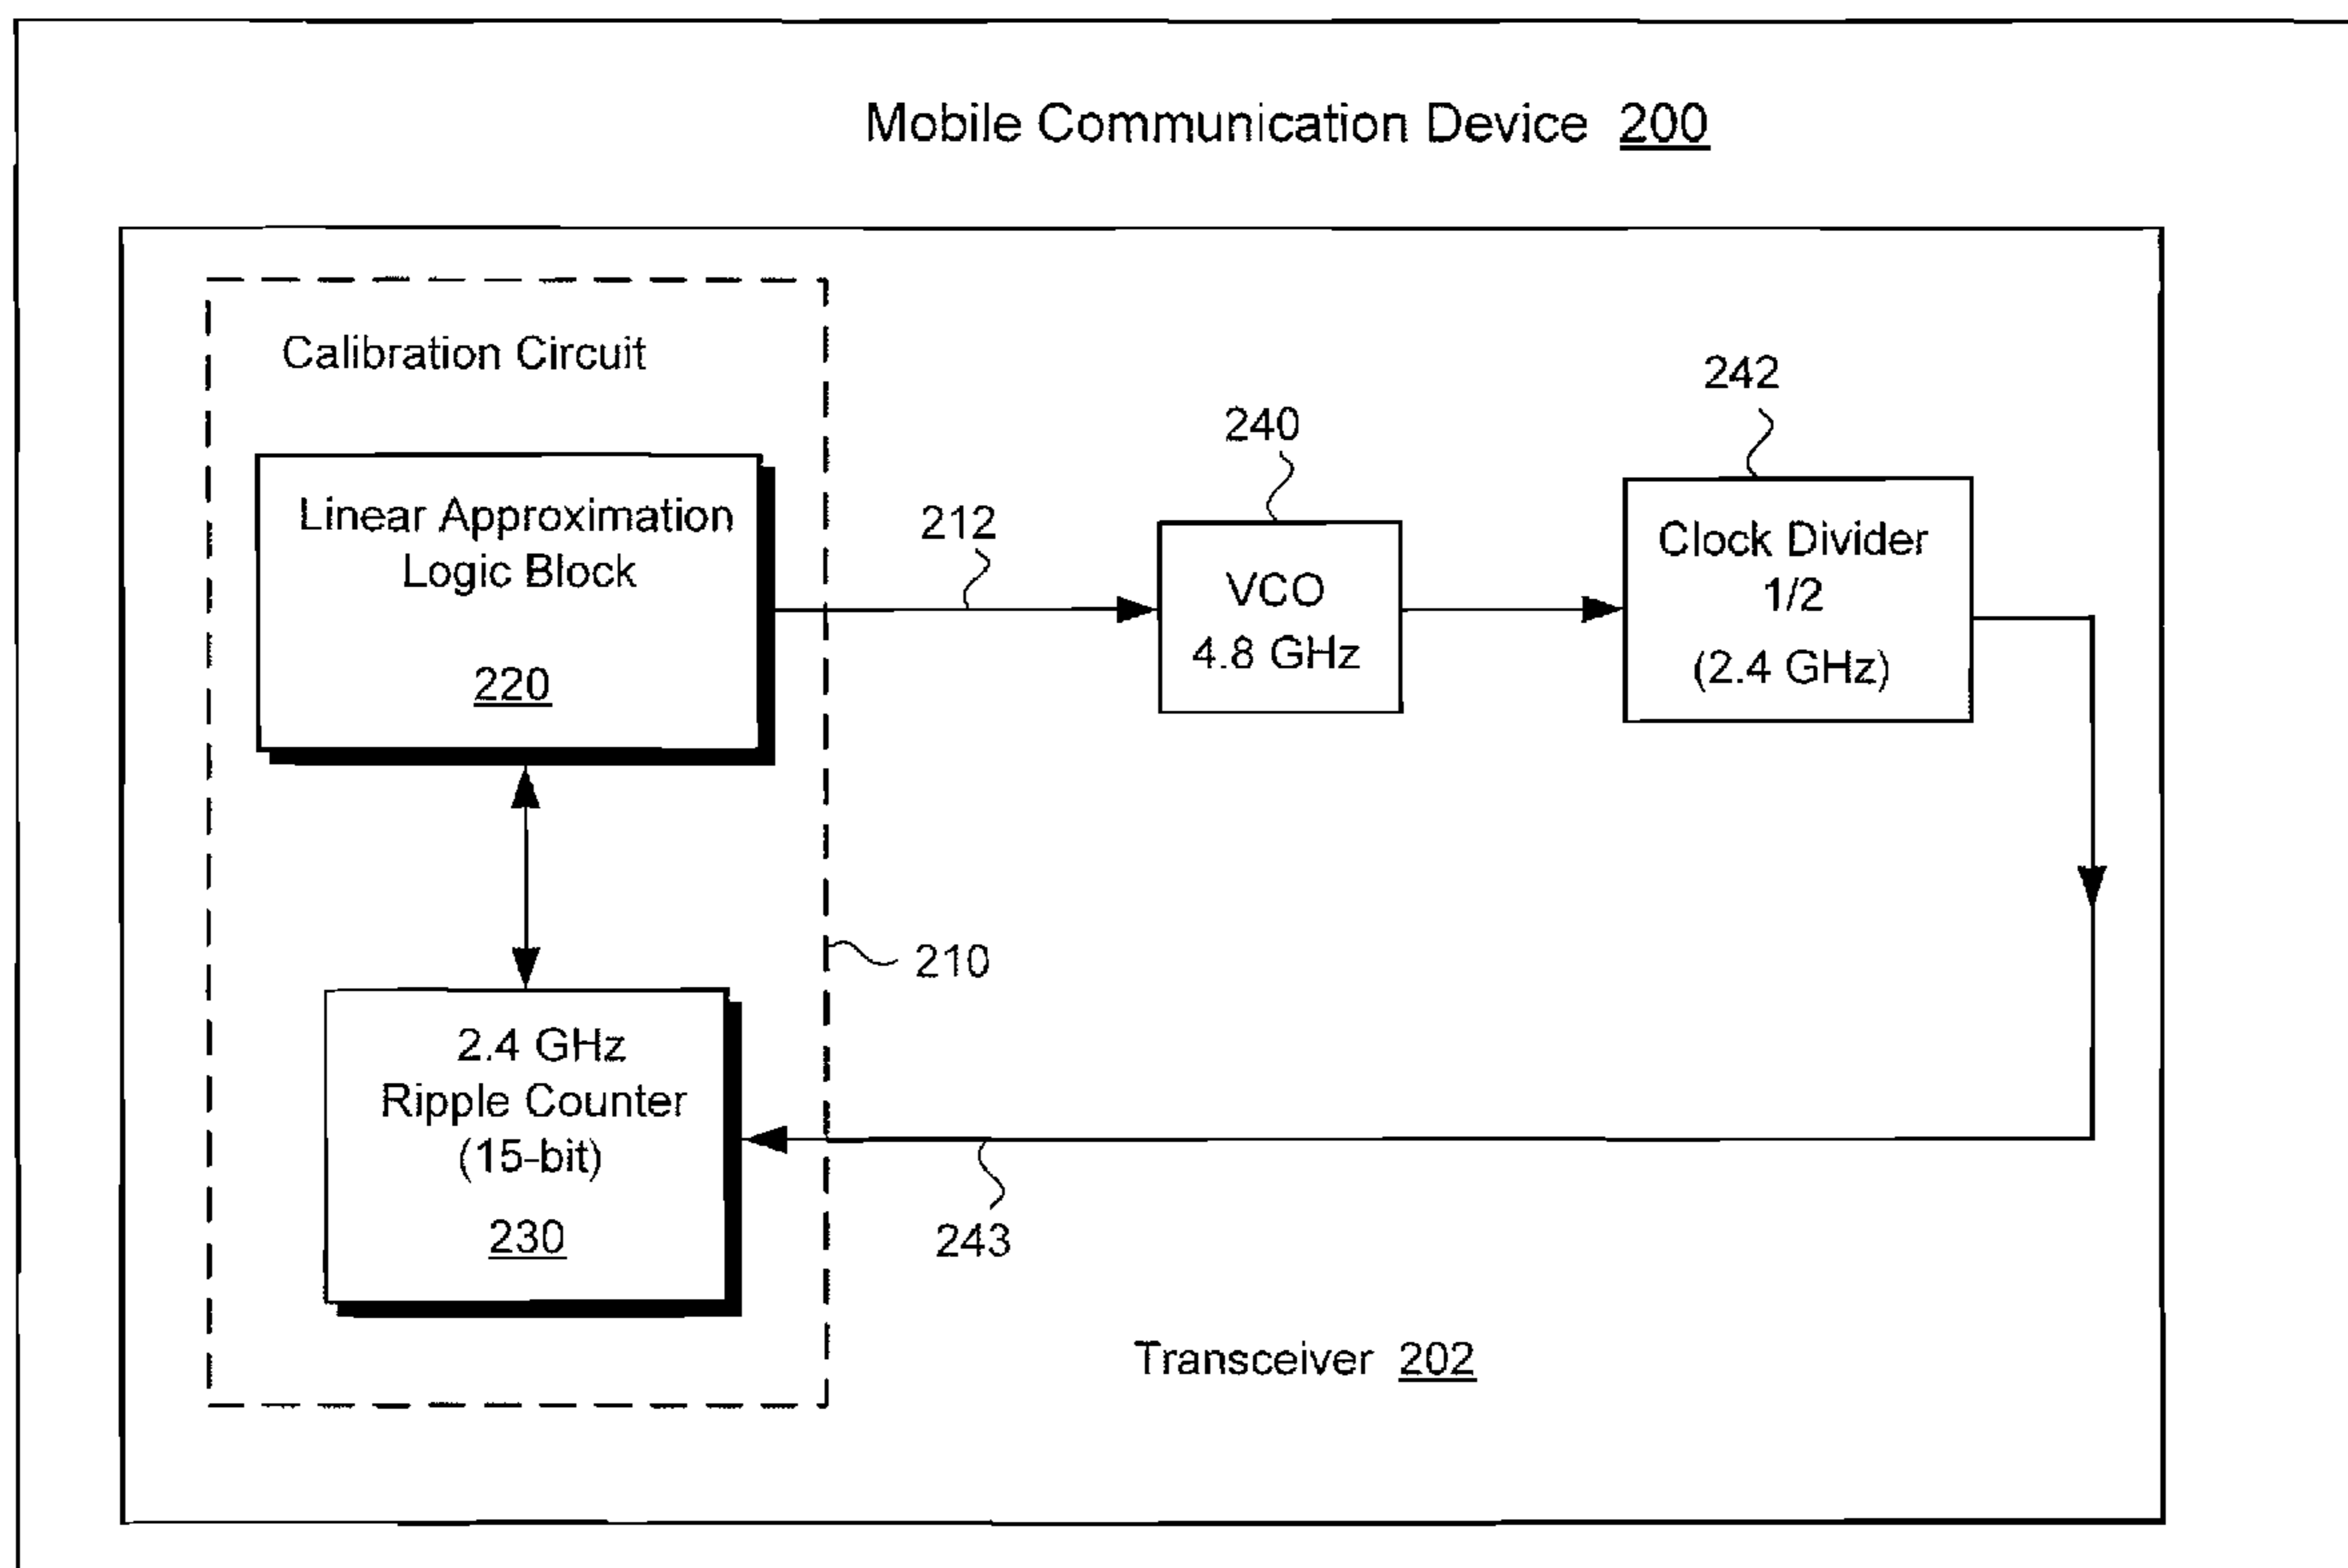 Mobile Communication Device 200
Calibration Circuit
Linear Approximation
Logic Block
220
212
240
VCO
4.8 GHz
242
Clock Divider
1/2
(2.4 GHz)
210
2.4 GHz
Ripple Counter
(15-bit)
230
243
Transceiver 202